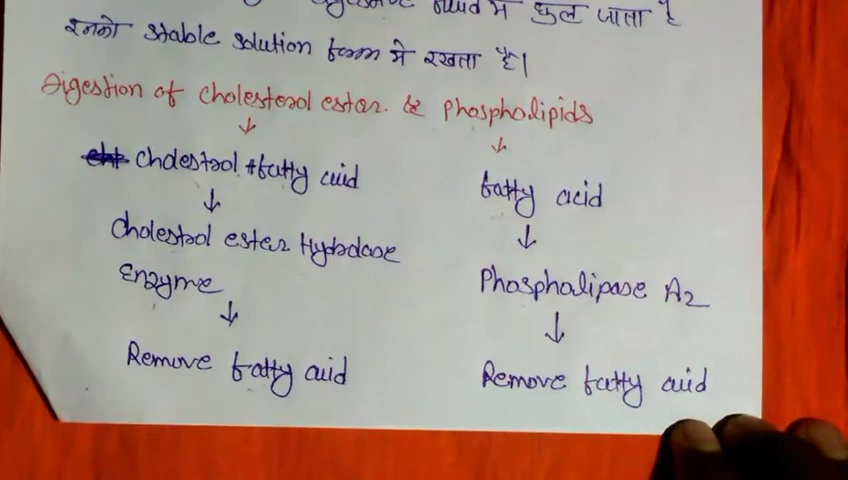 में घुल जाता है
इनको stable solution form मे रखता है।
Digestion of cholesterol ester & Phospholipids
↓ ↓
cholestrol + fatty acid
fatty acid
↓ ↓
cholestrol ester Hydrolase
Enzyme
Phospholipase A2
↓ ↓
Remove fatty acid
Remove fatty acid